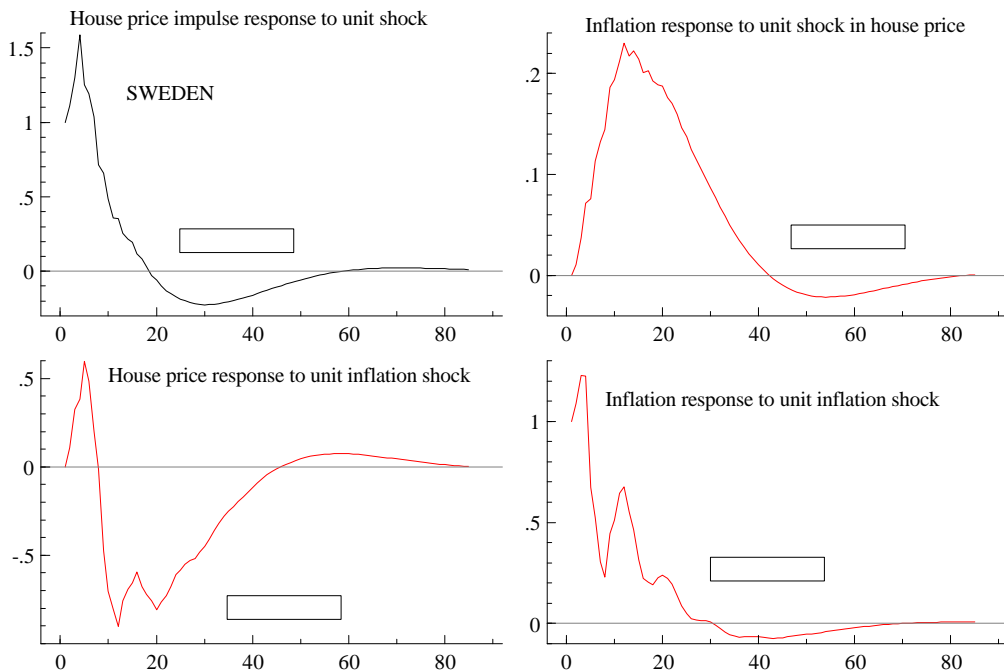 House price impulse response to unit shock
1.5
1
.5
0
SWEDEN
0 20 40 60 80
Inflation response to unit shock in house price
.2
.1
0
0 20 40 60 80
House price response to unit inflation shock
.5
0
-.5
0 20 40 60 80
Inflation response to unit inflation shock
1
.5
0
0 20 40 60 80